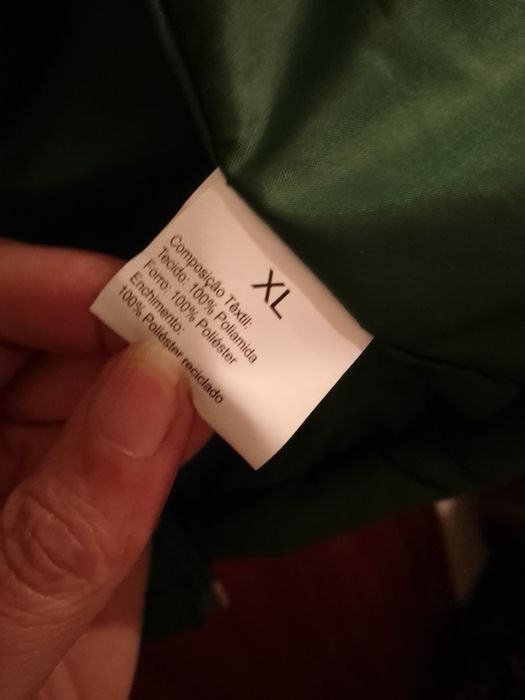 XL
Composição Têxtil:
Tecido: 100% Poliamida
Forro: 100% Poliéster
Enchimento:
100% Poliéster reciclado